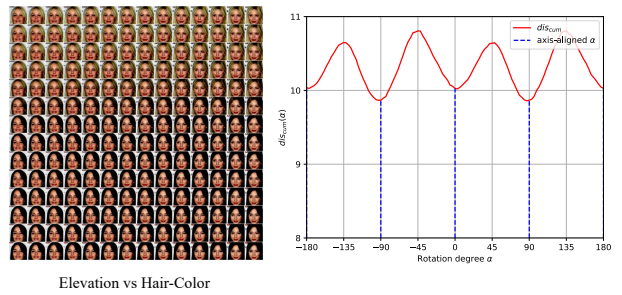 11
10
9
8
dis_cum(α)
dis_cum
axis-aligned α
−180 −135 −90 −45 0 45 90 135 180
Rotation degree α
Elevation vs Hair-Color